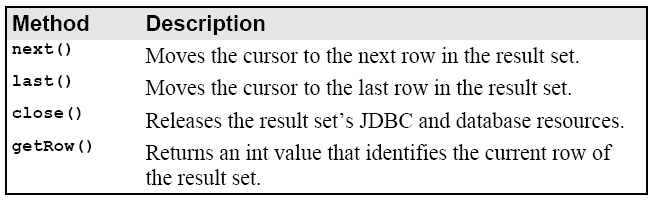 Method Description
next() Moves the cursor to the next row in the result set.
last() Moves the cursor to the last row in the result set.
close() Releases the result set’s JDBC and database resources.
getRow() Returns an int value that identifies the current row of
the result set.